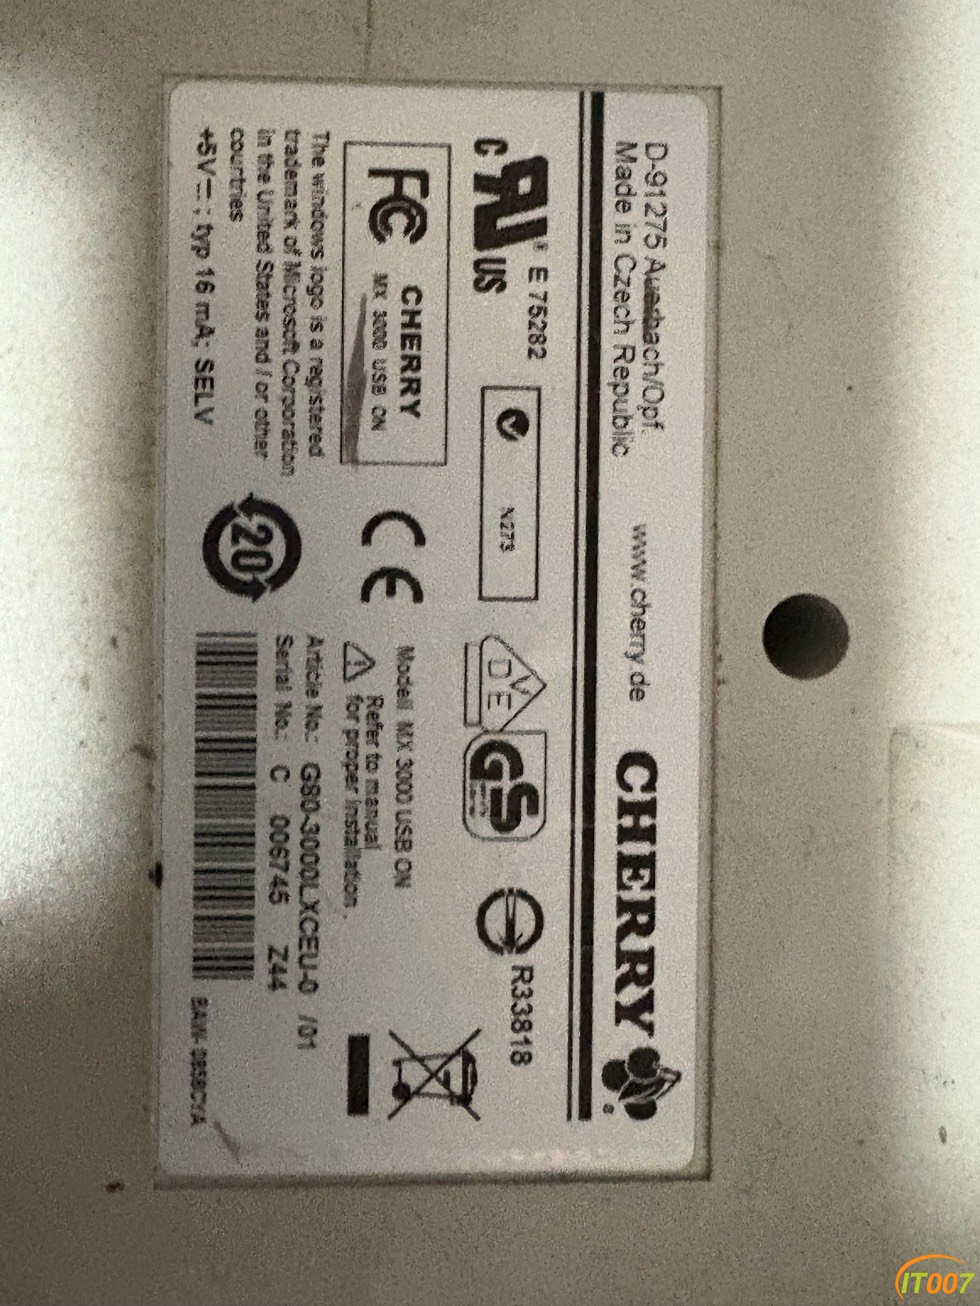 D-91275 Auerbach/Opf.
Made in Czech Republic
www.cherry.de
CHERRY
®
c RU US ® E 75282
N273
VDE
GS
R33818
FC CHERRY
MX 3000 USB ON
CE
Modell MX 3000 USB ON
Refer to manual
for proper installation .
The windows logo is a registered
trademark of Microsoft Corporation
in the United States and / or other
countries
+5V⎓ ; typ 16 mA; SELV
20
Article No.: G80-3000LXCEU-0 /01
Serial No.: C 006745 Z44
IT007